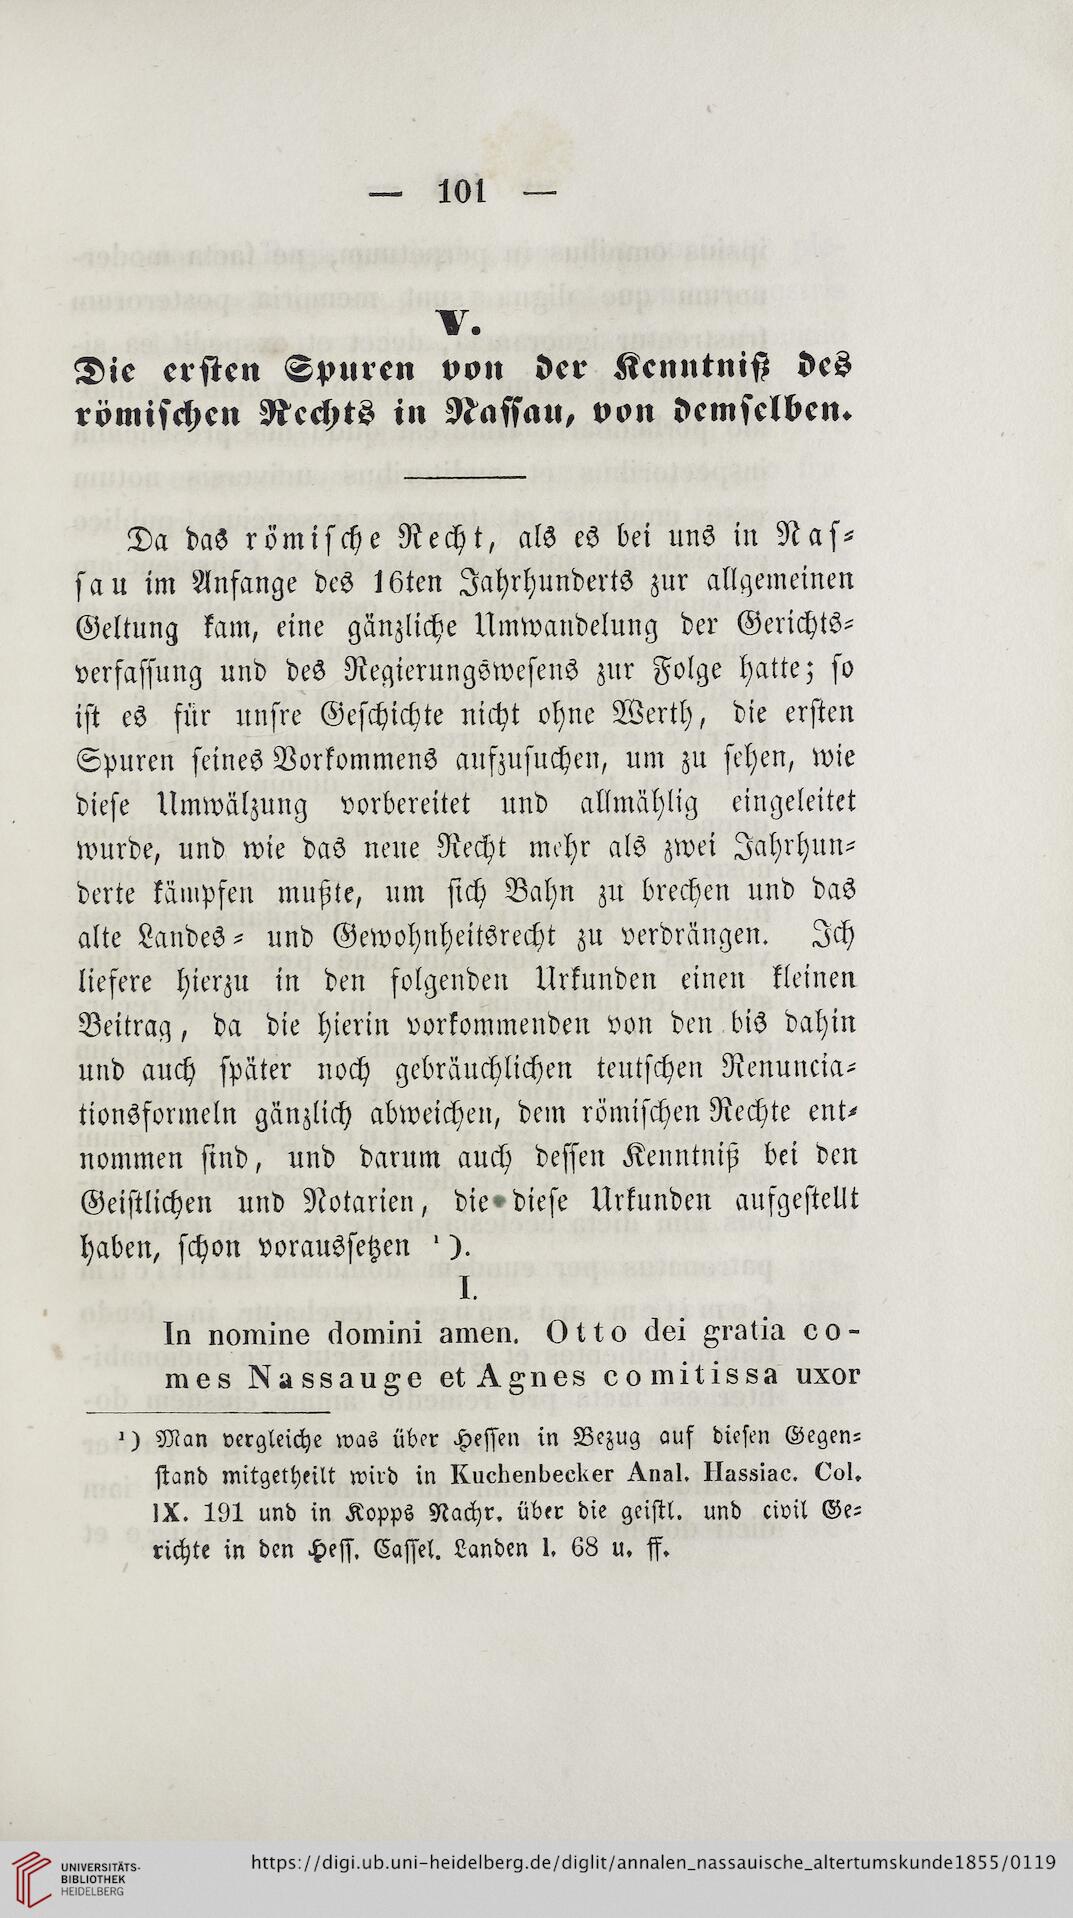 — 101 —
V.
Die ersten Spuren von der Kenntniß des
römischen Rechts in Nassau, von demselben.
Da das römische Recht, als es bei uns in Nas-
sau im Anfange des 16ten Jahrhunderts zur allgemeinen
Geltung kam, eine gänzliche Umwandelung der Gerichts-
verfassung und des Regierungswesens zur Folge hatte; so
ist es für unsre Geschichte nicht ohne Werth, die ersten
Spuren seines Vorkommens aufzusuchen, um zu sehen, wie
diese Umwälzung vorbereitet und allmählig eingeleitet
wurde, und wie das neue Recht mehr als zwei Jahrhun-
derte kämpfen mußte, um sich Bahn zu brechen und das
alte Landes- und Gewohnheitsrecht zu verdrängen. Ich
liefere hierzu in den folgenden Urkunden einen kleinen
Beitrag, da die hierin vorkommenden von den bis dahin
und auch später noch gebräuchlichen teutschen Renuncia-
tionsformeln gänzlich abweichen, dem römischen Rechte ent-
nommen sind, und darum auch dessen Kenntniß bei den
Geistlichen und Notarien, die diese Urkunden aufgestellt
haben, schon voraussetzen ¹).
I.
In nomine domini amen. Otto dei gratia co-
mes Nassauge et Agnes comitissa uxor
¹) Man vergleiche was über Hessen in Bezug auf diesen Gegen-
stand mitgetheilt wird in Kuchenbecker Anal. Hassiac. Col.
IX. 191 und in Kopps Nachr. über die geistl. und civil Ge-
richte in den Hess. Cassel. Landen I. 68 u. ff.
UNIVERSITÄTS-
BIBLIOTHEK
HEIDELBERG
https://digi.ub.uni-heidelberg.de/diglit/annalen_nassauische_altertumskunde1855/0119